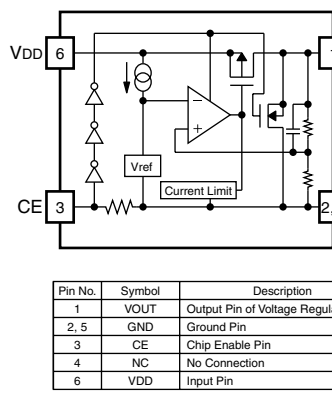 VDD 6
−
+
Vref
Current Limit
CE 3
2,
Pin No. Symbol Description
1 VOUT Output Pin of Voltage
2, 5 GND Ground Pin
3 CE Chip Enable Pin
4 NC No Connection
6 VDD Input Pin